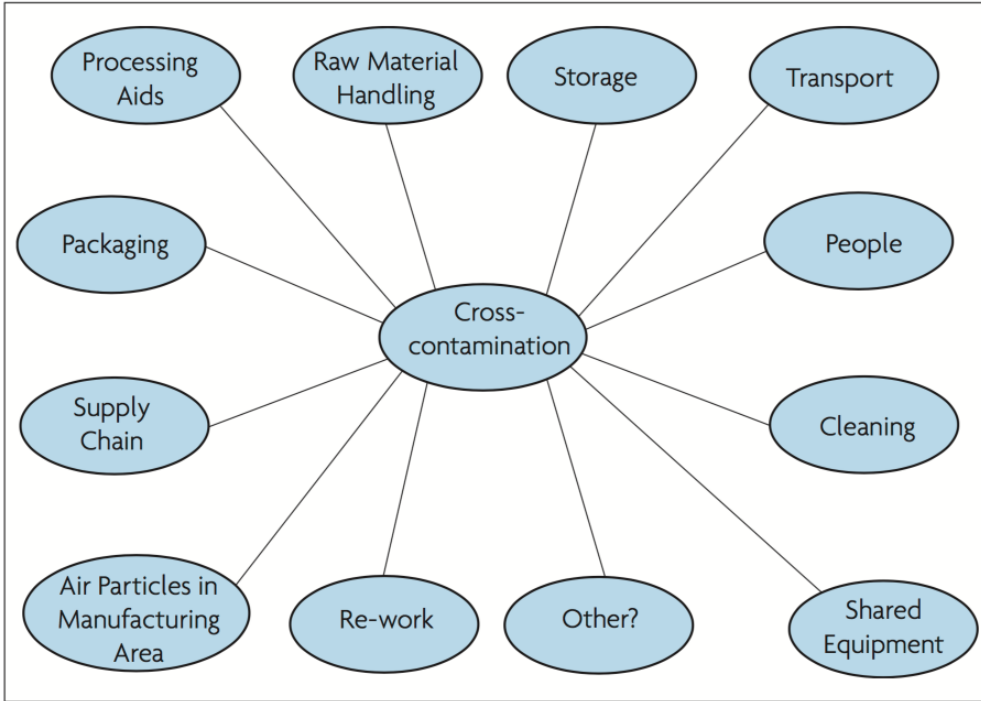 Processing
Aids
Raw Material
Handling
Storage
Transport
Packaging
People
Cross-
contamination
Supply
Chain
Cleaning
Air Particles in
Manufacturing
Area
Re-work
Other?
Shared
Equipment